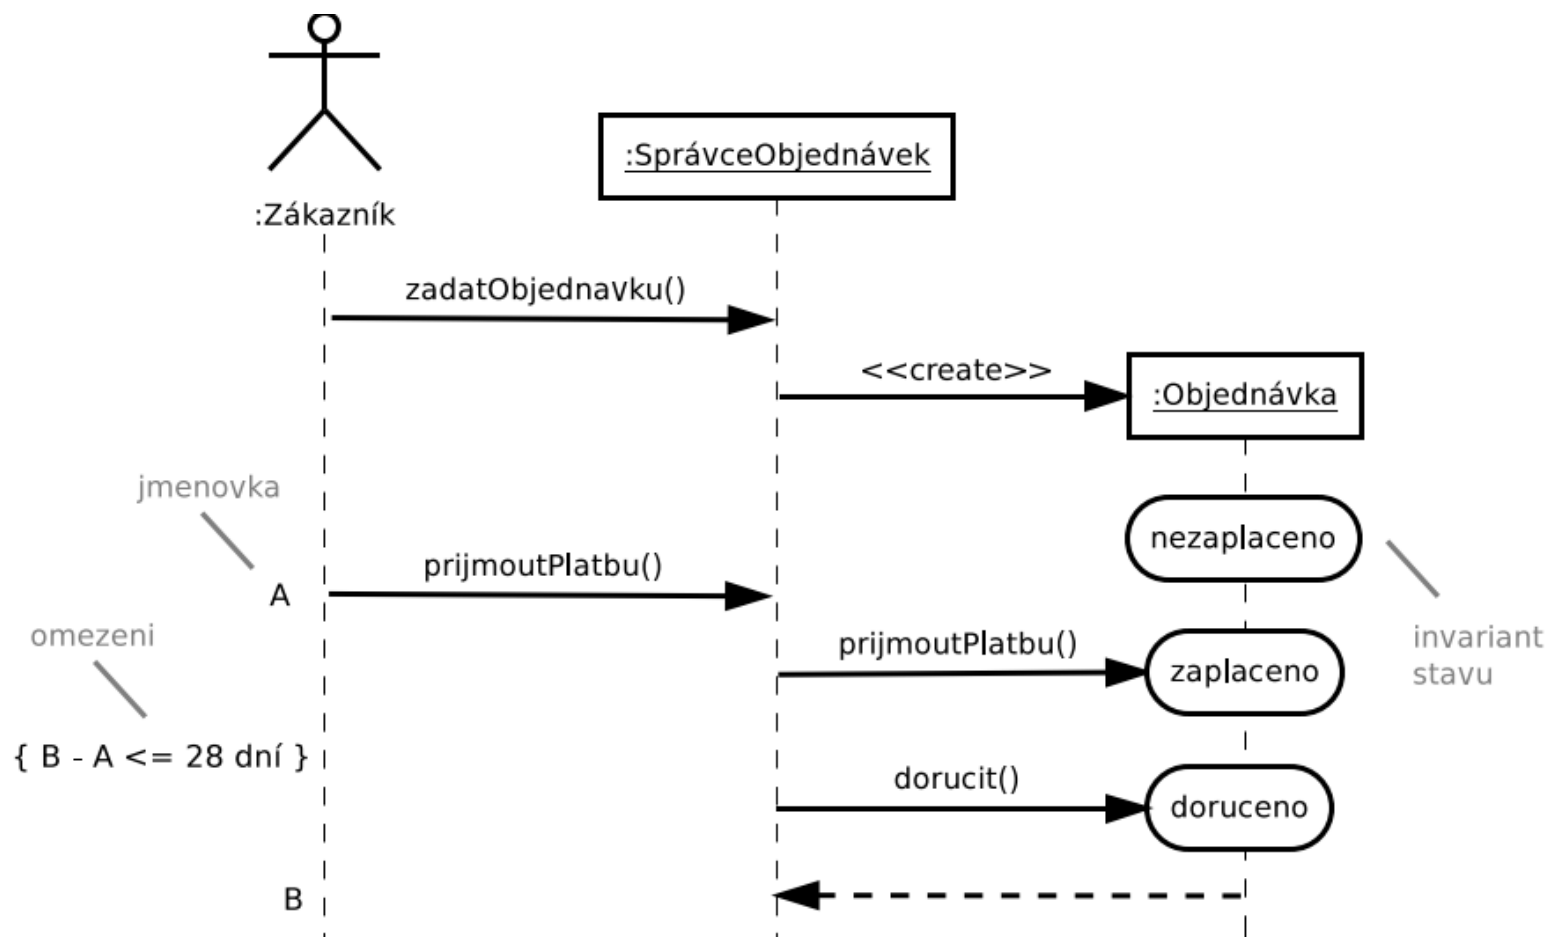 :SprávceObjednávek
:Zákazník
zadatObjednaVku()
<<create>>
:Objednávka
jmenovka
nezaplaceno
prijmoutPlatbu()
A
omezeni
prijmoutPlatbu()
zaplaceno
invariant
stavu
{ B - A <= 28 dní }
dorucit()
doruceno
B